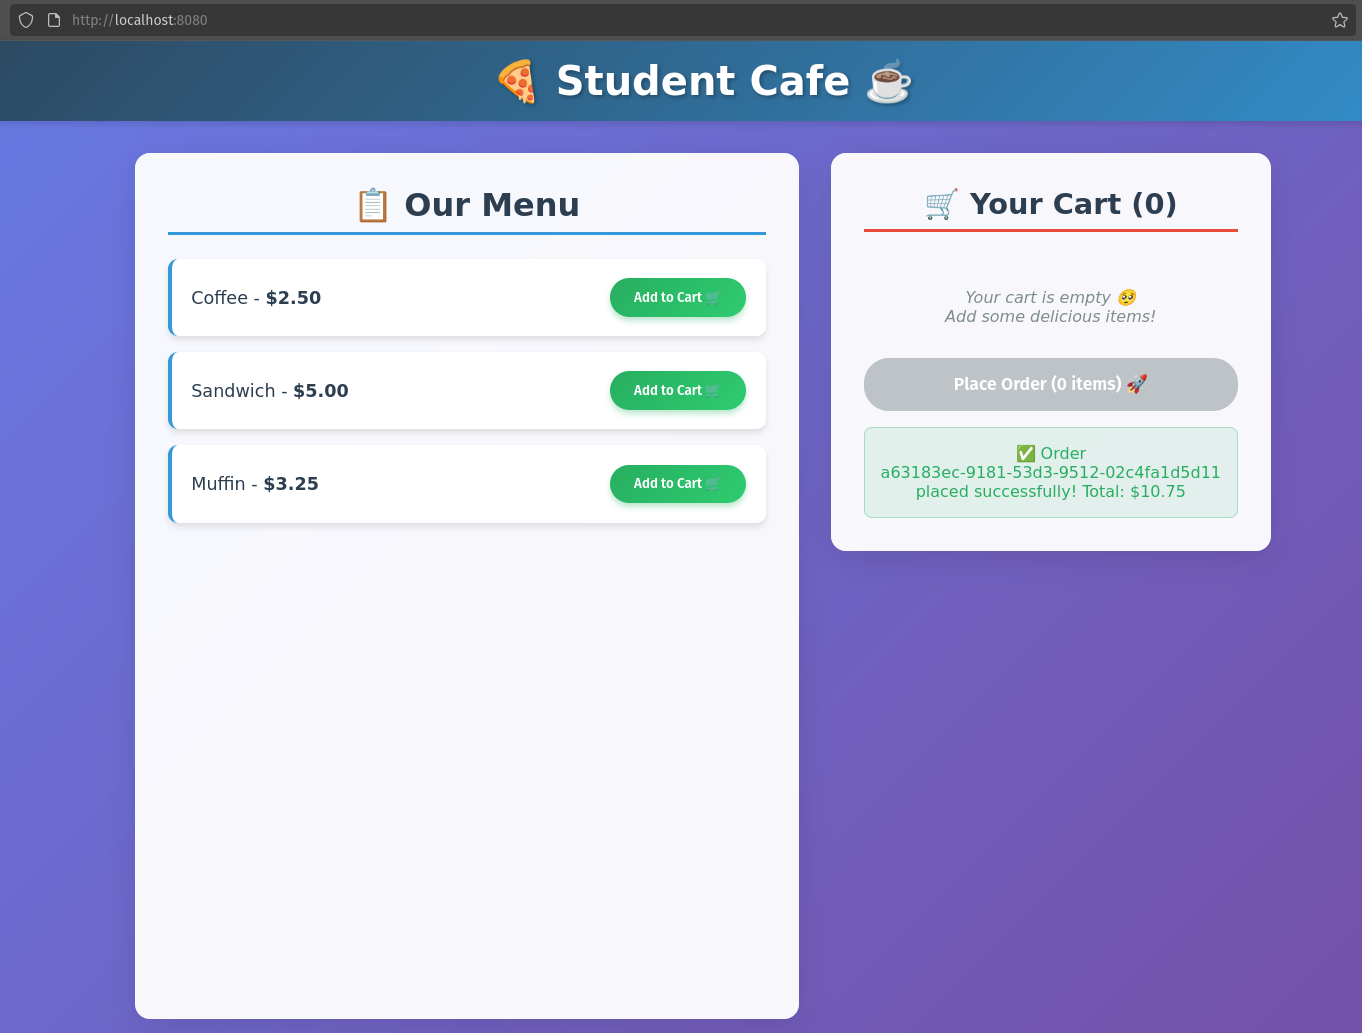 http://localhost:8080
🍕 Student Cafe ☕
📋 Our Menu
Coffee - $2.50
Add to Cart 🛒
Sandwich - $5.00
Add to Cart 🛒
Muffin - $3.25
Add to Cart 🛒
🛒 Your Cart (0)
Your cart is empty 🥺
Add some delicious items!
Place Order (0 items) 🚀
✅ Order
a63183ec-9181-53d3-9512-02c4fa1d5d11
placed successfully! Total: $10.75